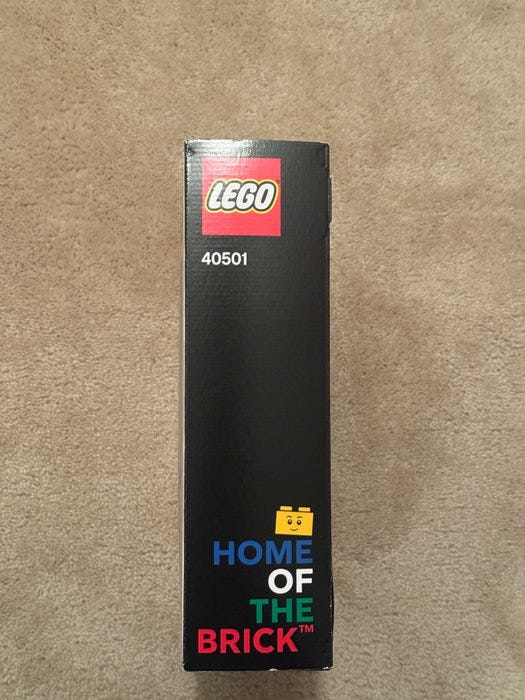 LEGO
40501
HOME
OF
THE
BRICK™